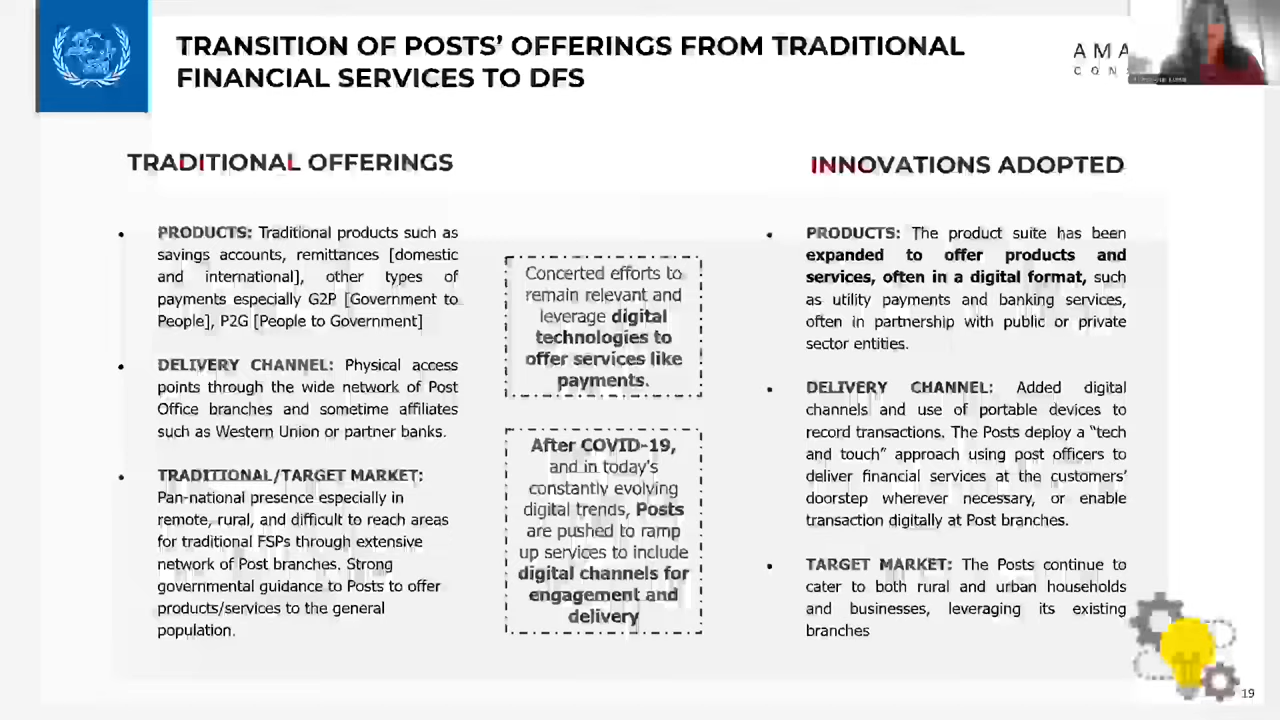 TRANSITION OF POSTS' OFFERINGS FROM TRADITIONAL
FINANCIAL SERVICES TO DFS
AMA
CON
TRADITIONAL OFFERINGS
• PRODUCTS: Traditional products such as
savings accounts, remittances [domestic
and international], other types of
payments especially G2P [Government to
People], P2G [People to Government]
• DELIVERY CHANNEL: Physical access
points through the wide network of Post
Office branches and sometime affiliates
such as Western Union or partner banks.
• TRADITIONAL/TARGET MARKET:
Pan-national presence especially in
remote, rural, and difficult to reach areas
for traditional FSPs through extensive
network of Post branches. Strong
governmental guidance to Posts to offer
products/services to the general
population.
Concerted efforts to
remain relevant and
leverage digital
technologies to
offer services like
payments.
After COVID-19,
and in today's
constantly evolving
digital trends, Posts
are pushed to ramp
up services to include
digital channels for
engagement and
delivery
INNOVATIONS ADOPTED
• PRODUCTS: The product suite has been
expanded to offer products and
services, often in a digital format, such
as utility payments and banking services,
often in partnership with public or private
sector entities.
• DELIVERY CHANNEL: Added digital
channels and use of portable devices to
record transactions. The Posts deploy a “tech
and touch” approach using post officers to
deliver financial services at the customers’
doorstep wherever necessary, or enable
transaction digitally at Post branches.
• TARGET MARKET: The Posts continue to
cater to both rural and urban households
and businesses, leveraging its existing
branches
19